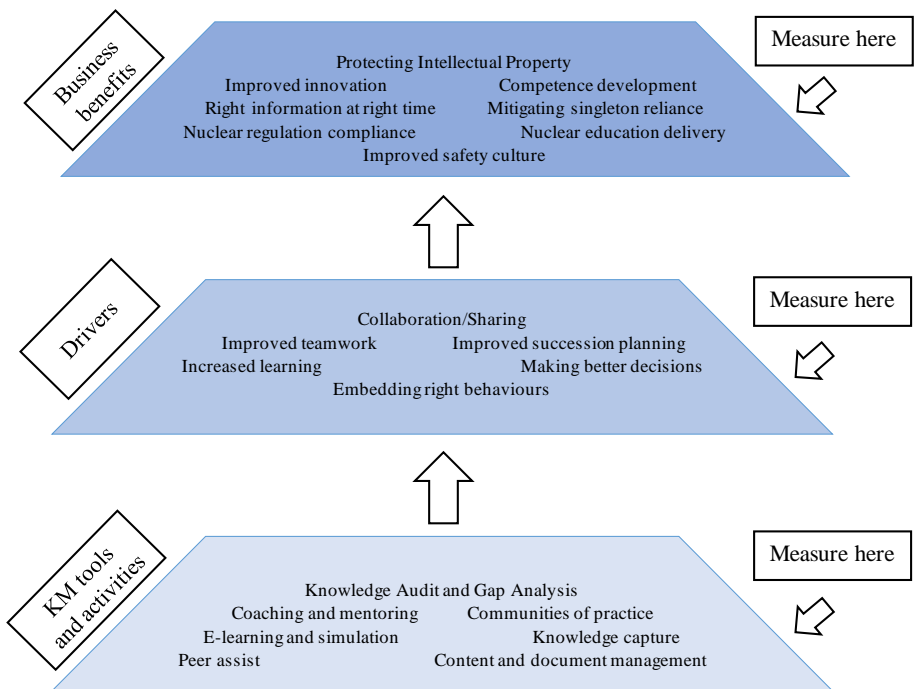 Business
benefits
Protecting Intellectual Property
Improved innovation Competence development
Right information at right time Mitigating singleton reliance
Nuclear regulation compliance Nuclear education delivery
Improved safety culture
Measure here
Drivers
Collaboration/Sharing
Improved teamwork Improved succession planning
Increased learning Making better decisions
Embedding right behaviours
Measure here
KM tools
and activities
Knowledge Audit and Gap Analysis
Coaching and mentoring Communities of practice
E-learning and simulation Knowledge capture
Peer assist Content and document management
Measure here